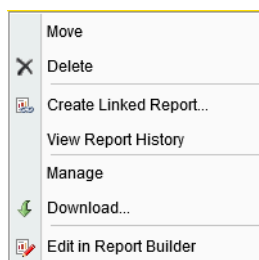 Move
Delete
Create Linked Report...
View Report History
Manage
Download...
Edit in Report Builder